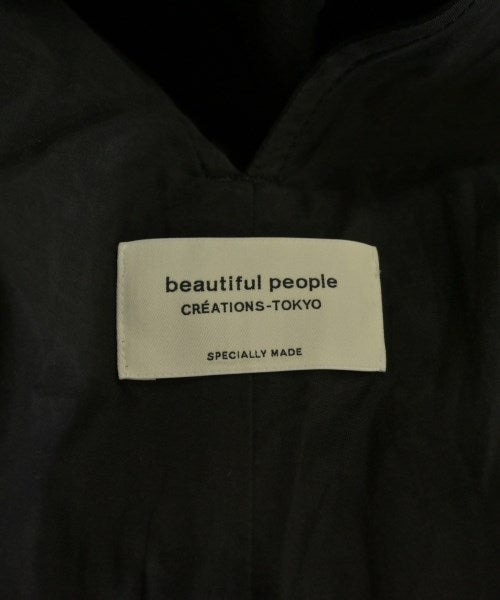 beautiful people
CRÉATIONS-TOKYO
SPECIALLY MADE